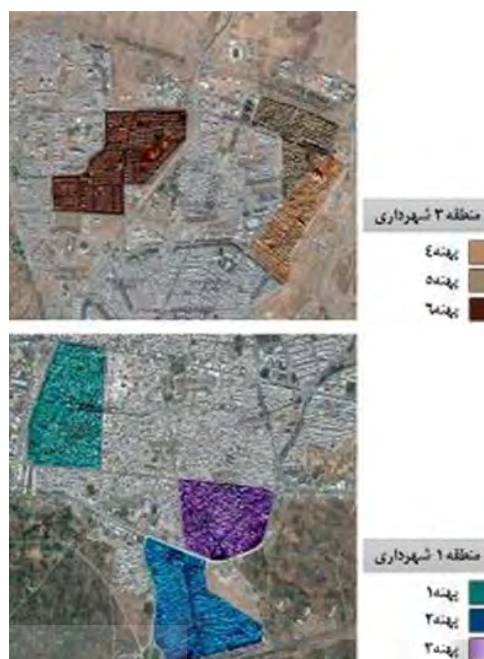 منطقه ۳ شهرداری
پهنه٤
پهنه٥
پهنه٦
منطقه ۱ شهرداری
پهنه۱
پهنه۲
پهنه۳